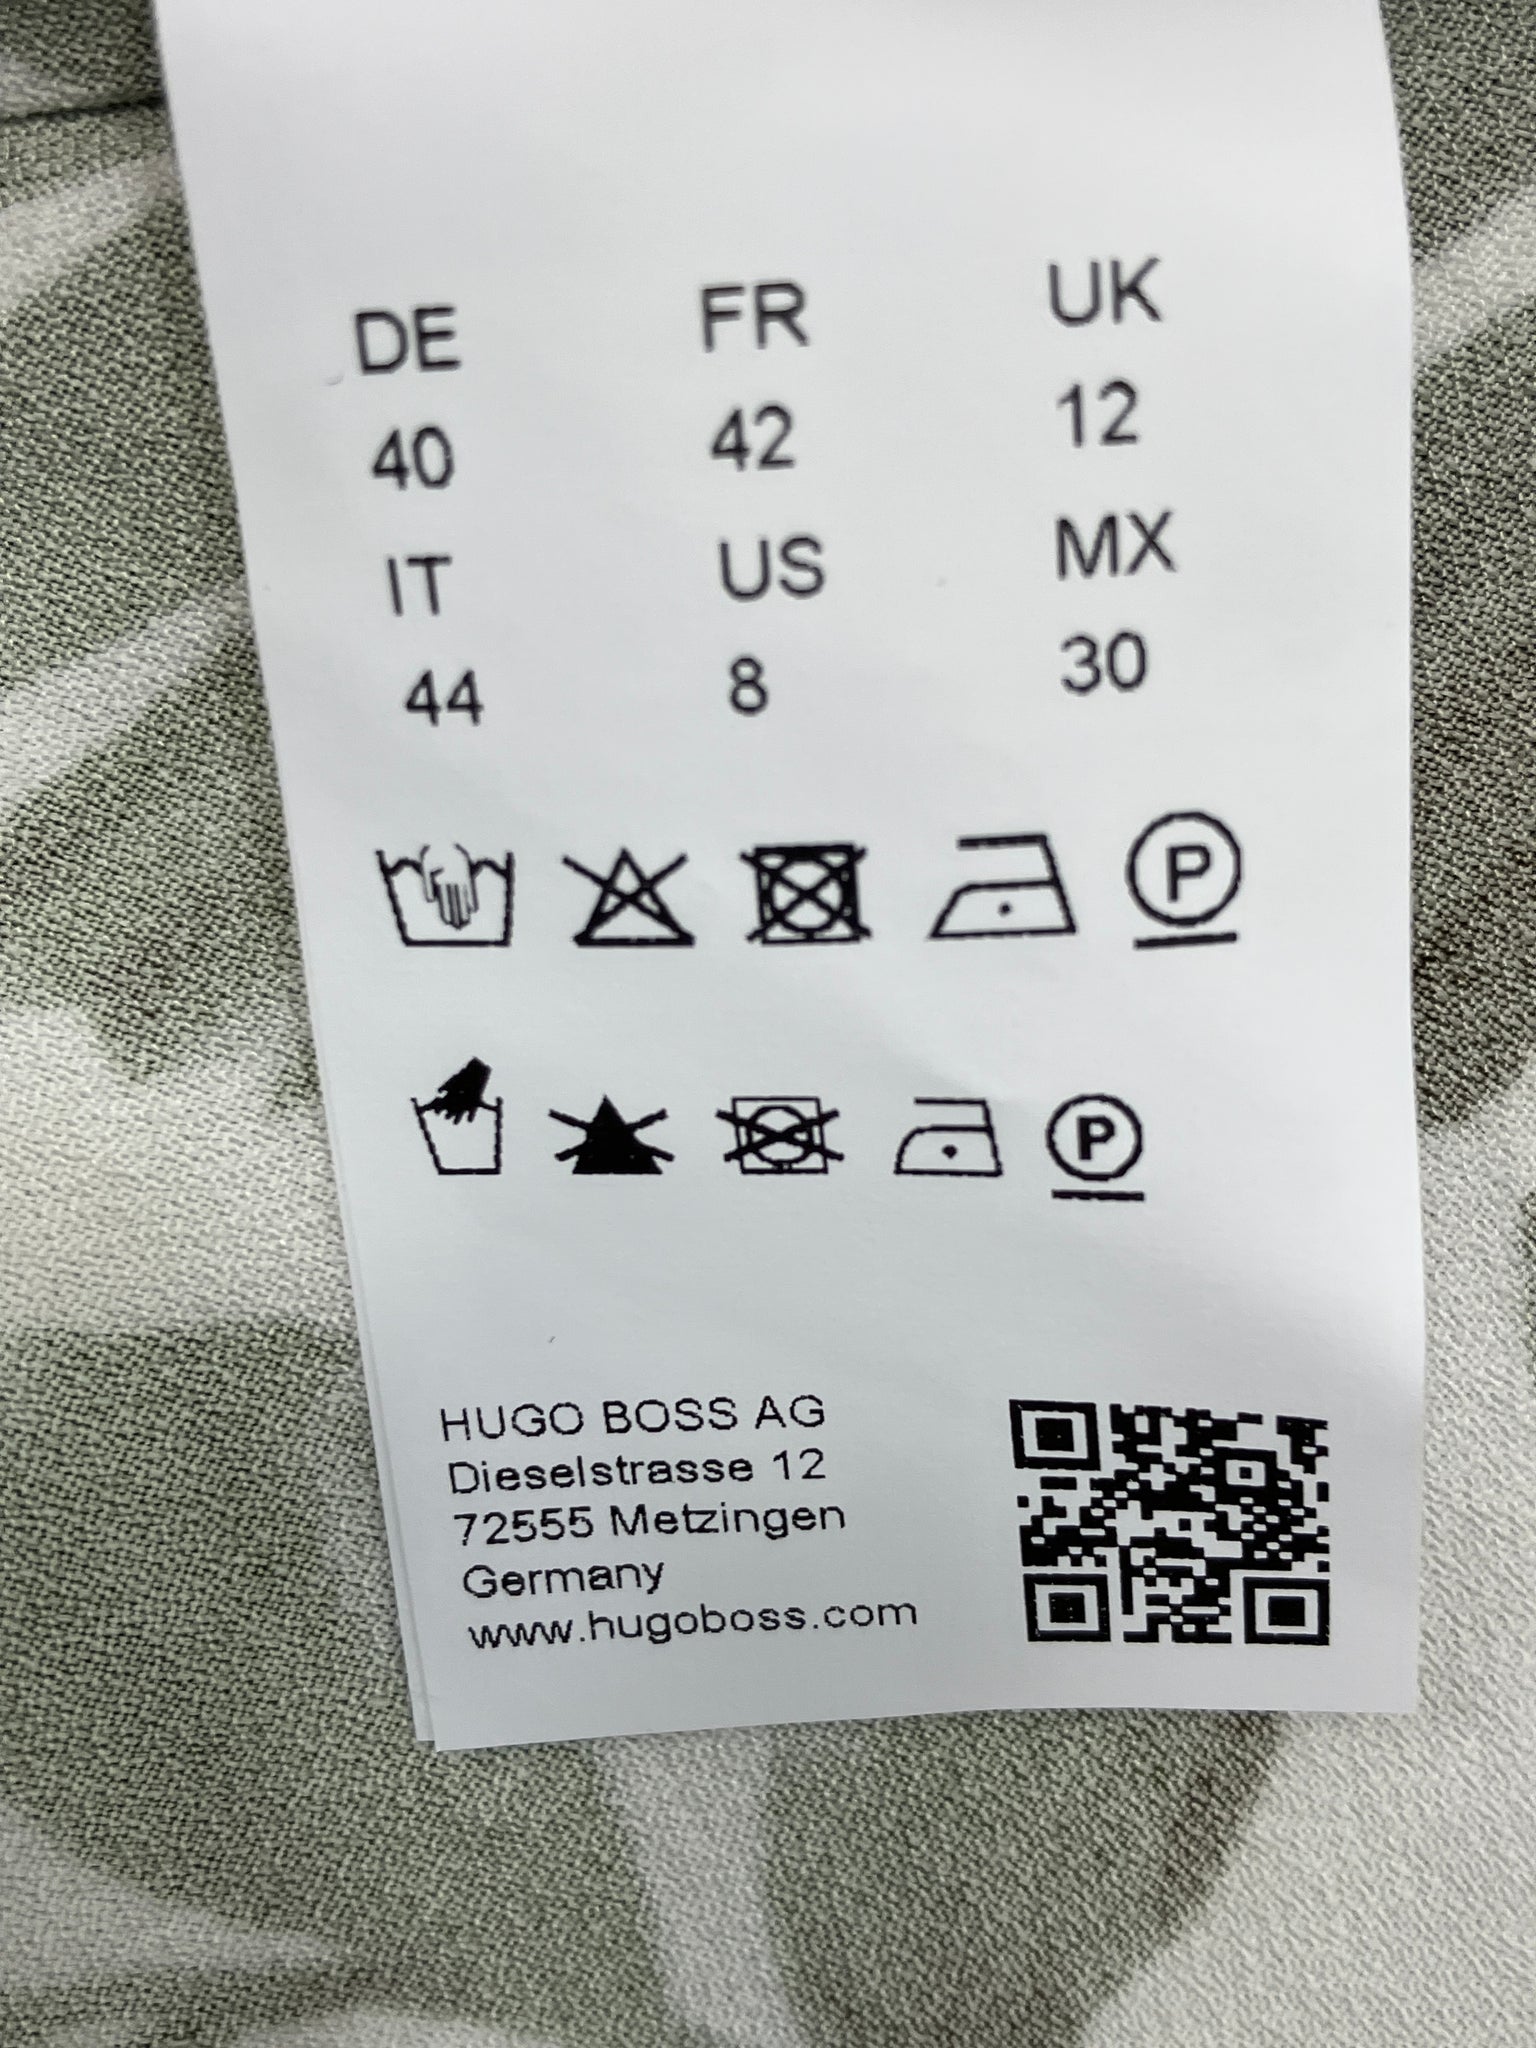 DE FR UK
40 42 12
IT US MX
44 8 30
P
P
HUGO BOSS AG
Dieselstrasse 12
72555 Metzingen
Germany
www.hugoboss.com